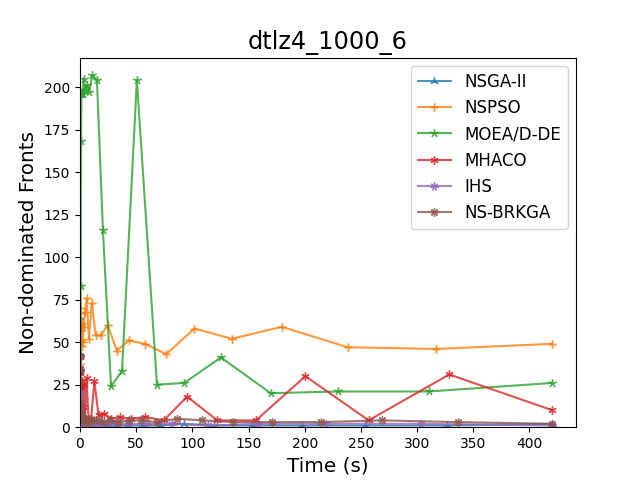 dtlz4_1000_6
Non-dominated Fronts
200
175
150
125
100
75
50
25
0
0 50 100 150 200 250 300 350 400
Time (s)
NSGA-II
NSPSO
MOEA/D-DE
MHACO
IHS
NS-BRKGA